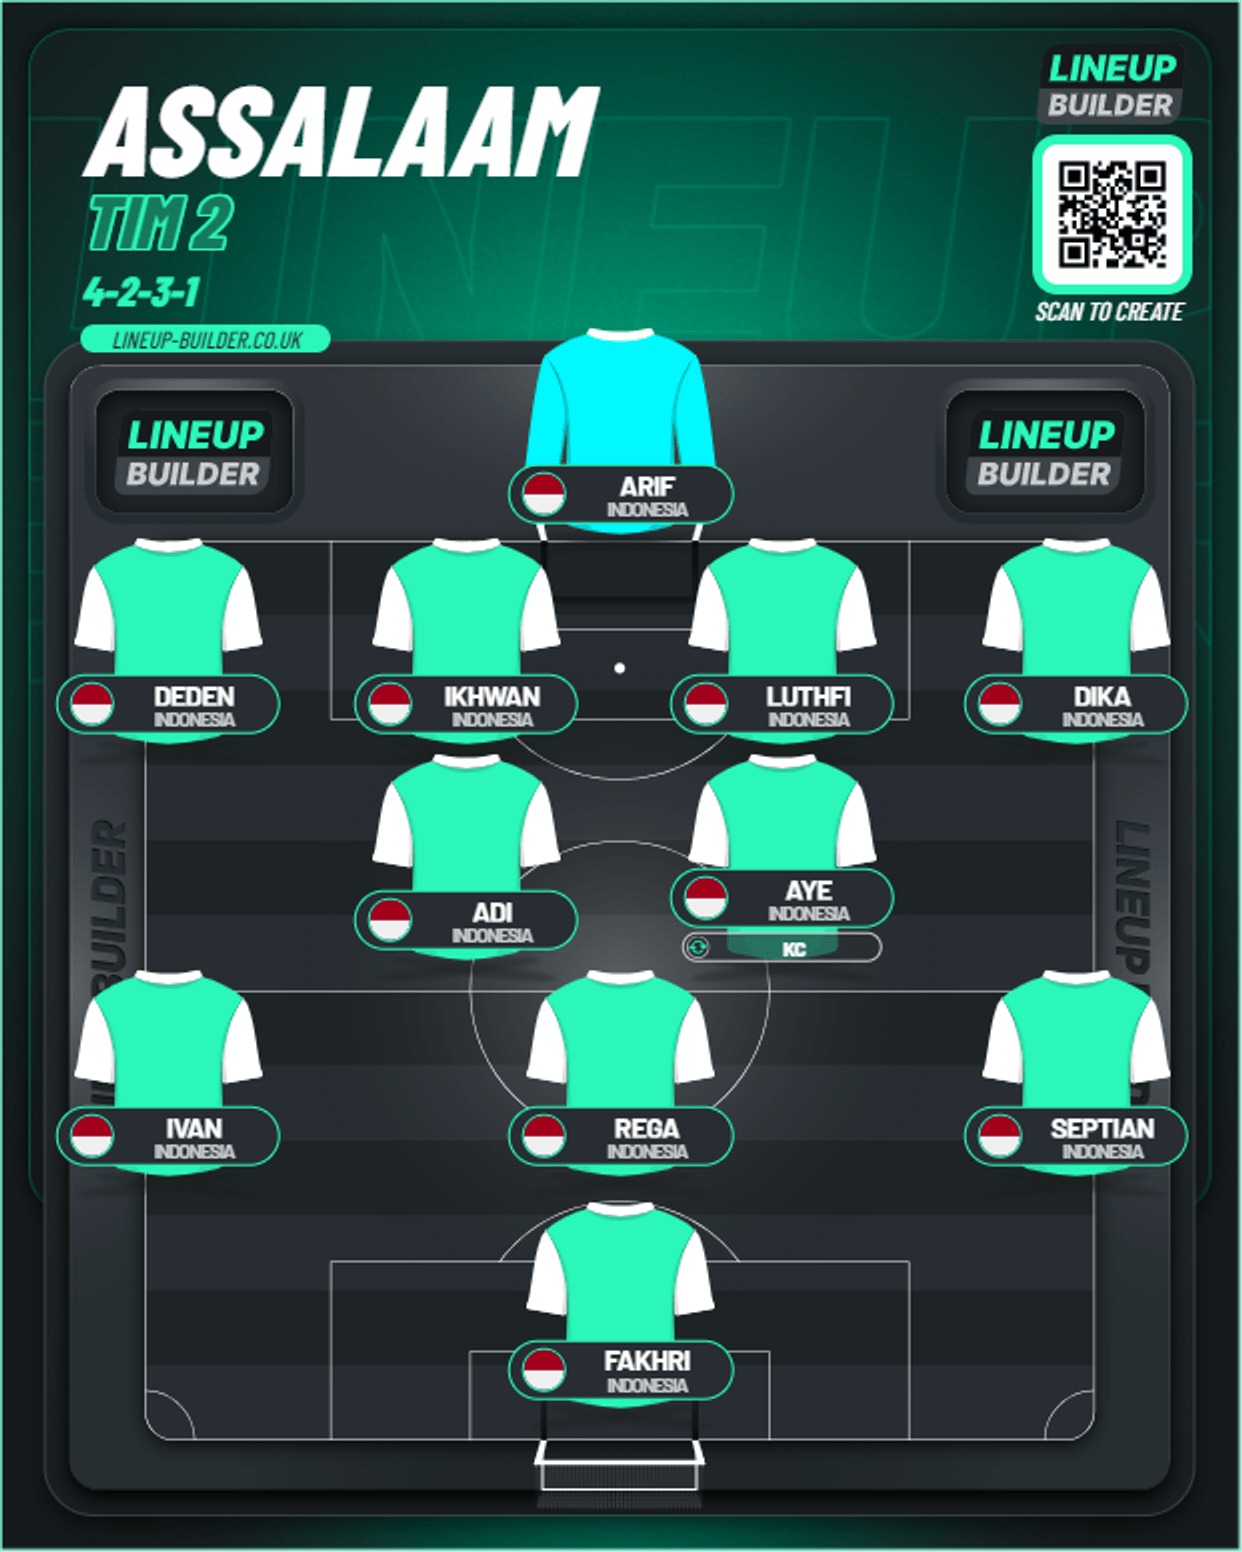 ASSALAAM
TIM 2
4-2-3-1
LINEUP-BUILDER.CO.UK
LINEUP
BUILDER
SCAN TO CREATE
LINEUP
BUILDER
LINEUP
BUILDER
ARIF
INDONESIA
DEDEN
INDONESIA
IKHWAN
INDONESIA
LUTHFI
INDONESIA
DIKA
INDONESIA
ADI
INDONESIA
AYE
INDONESIA
KC
BUILDER
LINEUP
IVAN
INDONESIA
REGA
INDONESIA
SEPTIAN
INDONESIA
FAKHRI
INDONESIA